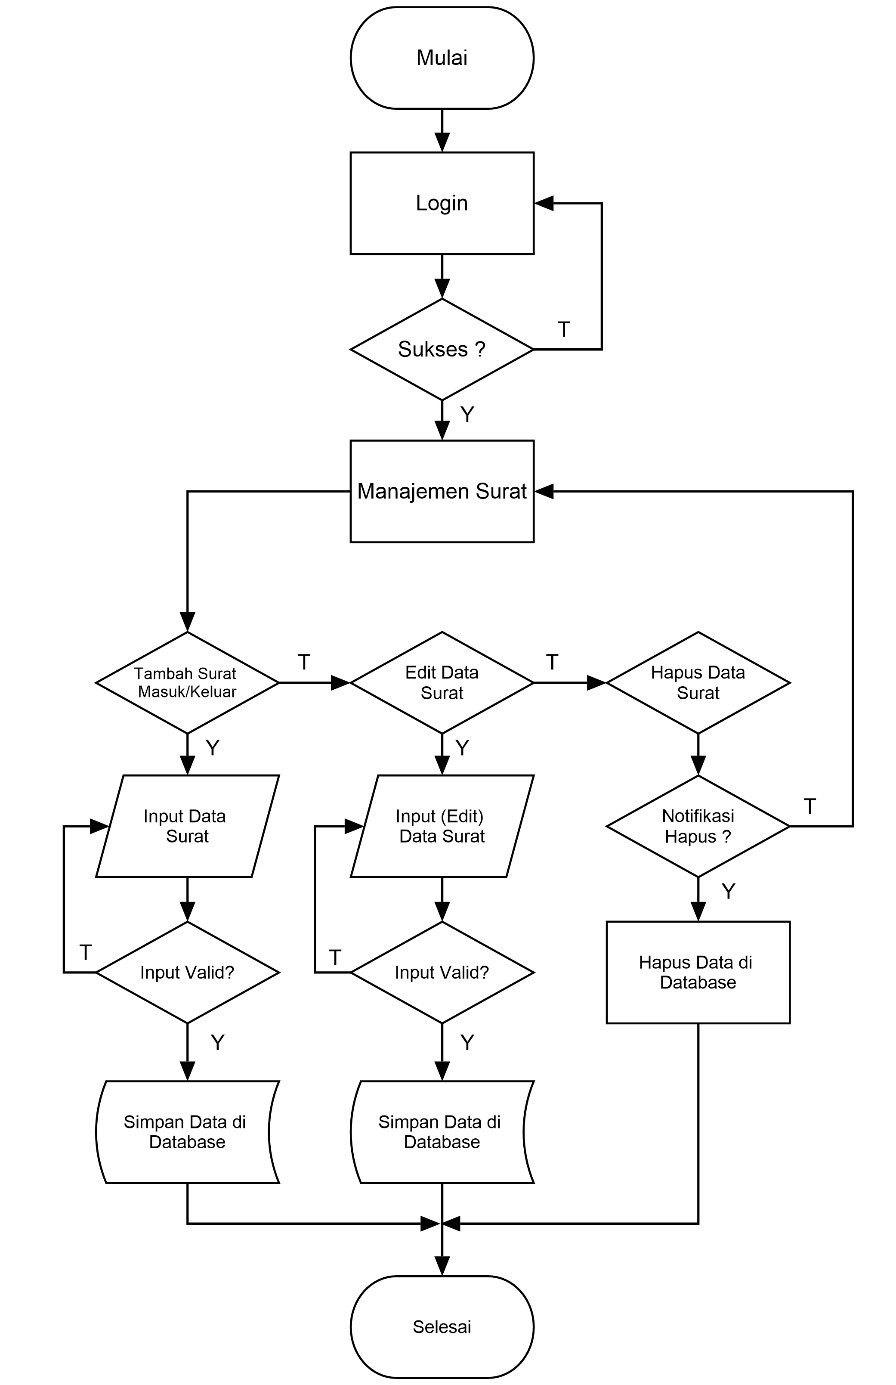 Mulai
Login
Sukses ?
T
Y
Manajemen Surat
Tambah Surat
Masuk/Keluar
T
Edit Data
Surat
T
Hapus Data
Surat
Y
Y
Input Data
Surat
Input (Edit)
Data Surat
Notifikasi
Hapus ?
T
Y
T
Input Valid?
T
Input Valid?
Hapus Data di
Database
Y
Y
Simpan Data di
Database
Simpan Data di
Database
Selesai